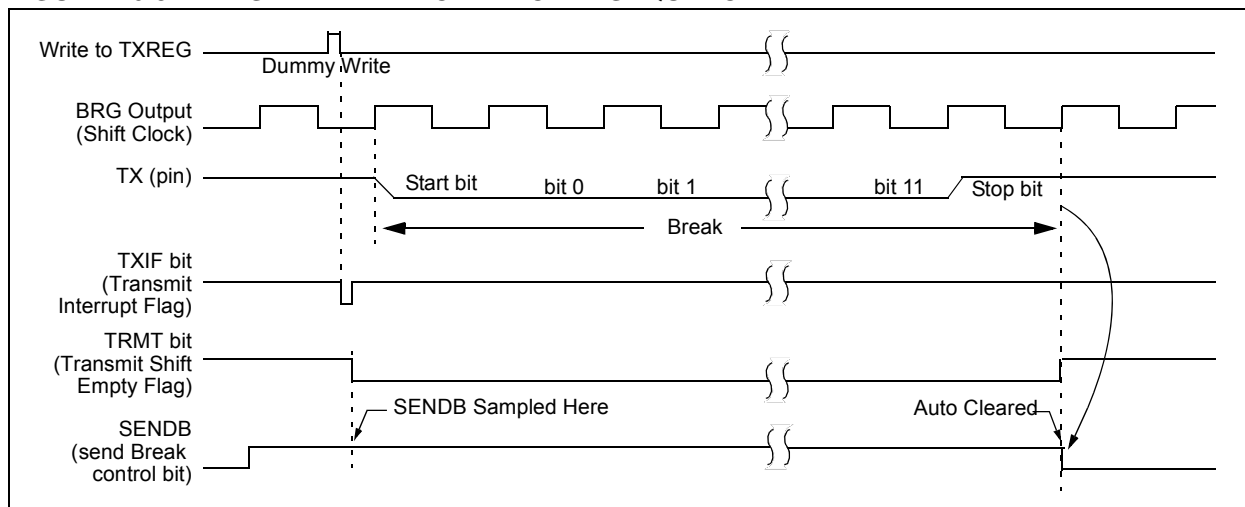 Write to TXREG
Dummy Write
BRG Output
(Shift Clock)
TX (pin)
Start bit bit 0 bit 1 bit 11 Stop bit
Break
TXIF bit
(Transmit
Interrupt Flag)
TRMT bit
(Transmit Shift
Empty Flag)
SENDB Sampled Here Auto Cleared
SENDB
(send Break
control bit)